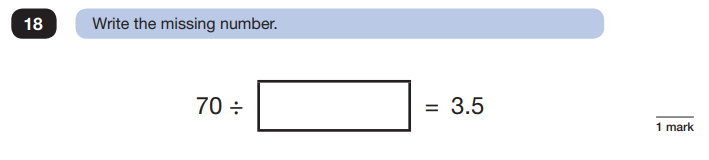 18 Write the missing number.
70 ÷ = 3.5
1 mark